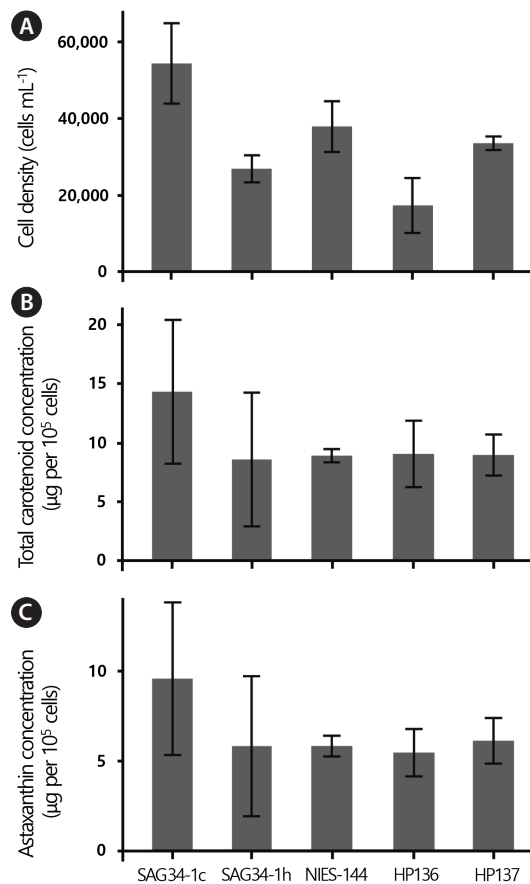 A
Cell density (cells mL⁻¹)
60,000
40,000
20,000
0
B
Total carotenoid concentration
(µg per 10⁵ cells)
20
15
10
5
0
C
Astaxanthin concentration
(µg per 10⁵ cells)
10
5
0
SAG34-1c SAG34-1h NIES-144 HP136 HP137